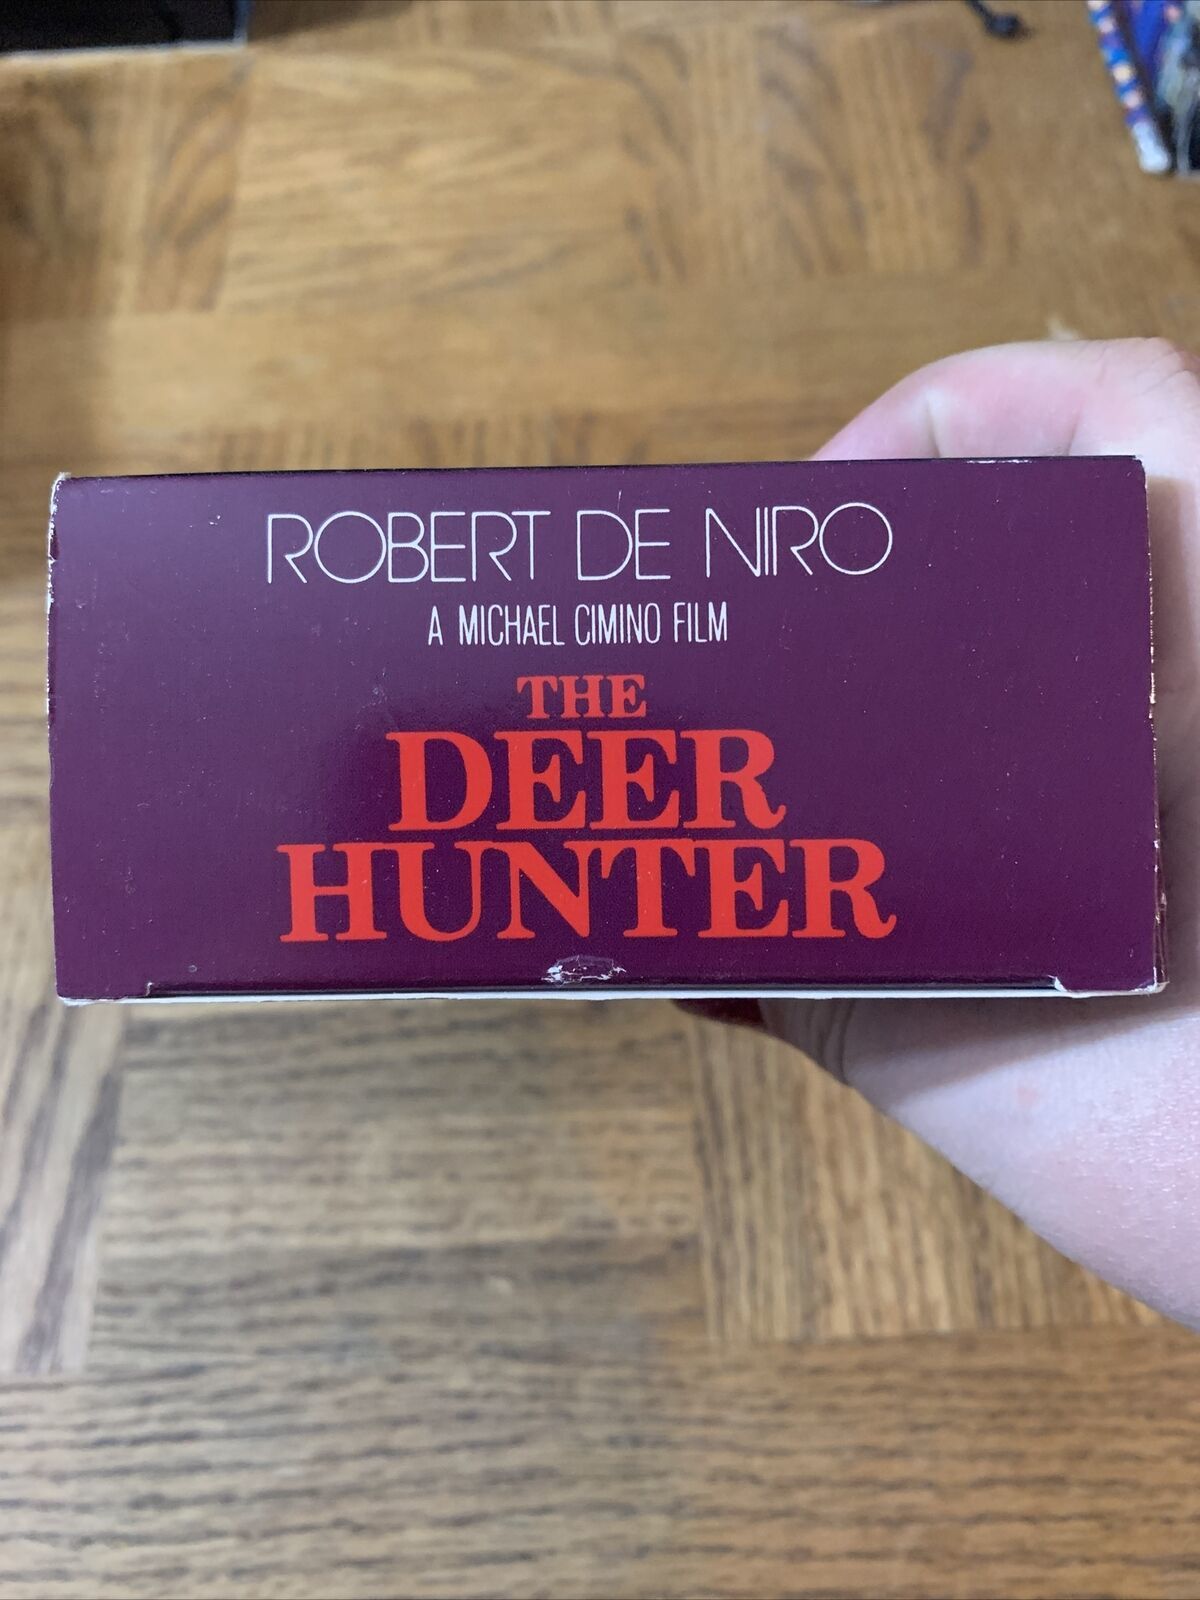 ROBERT DE NIRO
A MICHAEL CIMINO FILM
THE
DEER
HUNTER